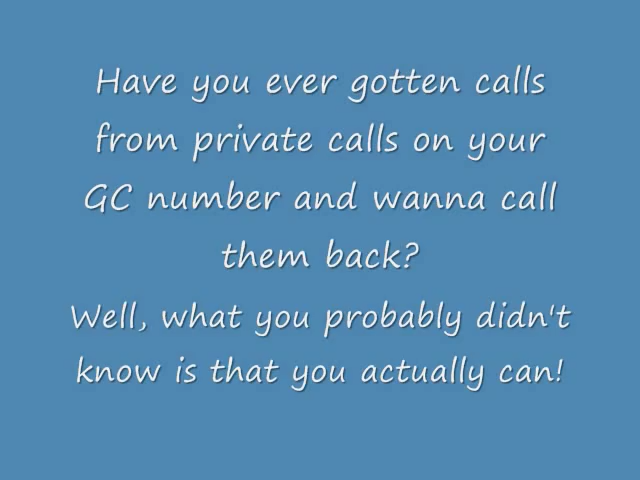 Have you ever gotten calls
from private calls on your
GC number and wanna call
them back?
Well, what you probably didn't
know is that you actually can!